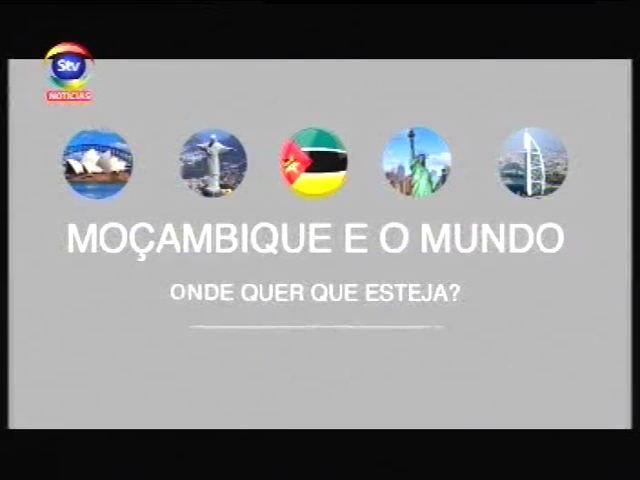 Stv
NOTÍCIAS
MOÇAMBIQUE E O MUNDO
ONDE QUER QUE ESTEJA?